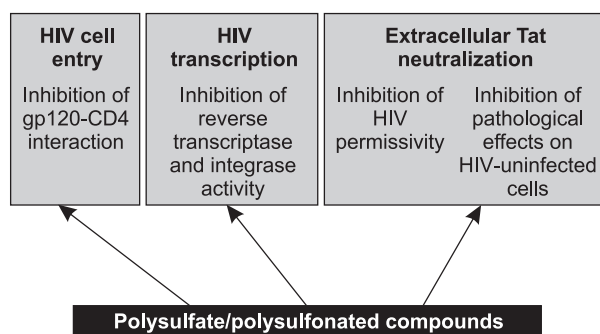 HIV cell
entry
Inhibition of
gp120-CD4
interaction
HIV
transcription
Inhibition of
reverse
transcriptase
and integrase
activity
Extracellular Tat
neutralization
Inhibition of
HIV
permissivity
Inhibition of
pathological
effects on
HIV-uninfected
cells
Polysulfate/polysulfonated compounds